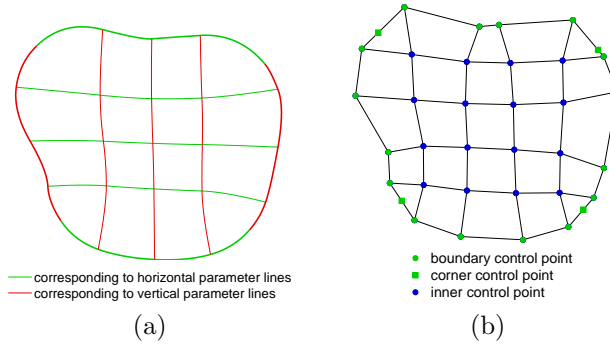 corresponding to horizontal parameter lines
corresponding to vertical parameter lines
(a)
boundary control point
corner control point
inner control point
(b)